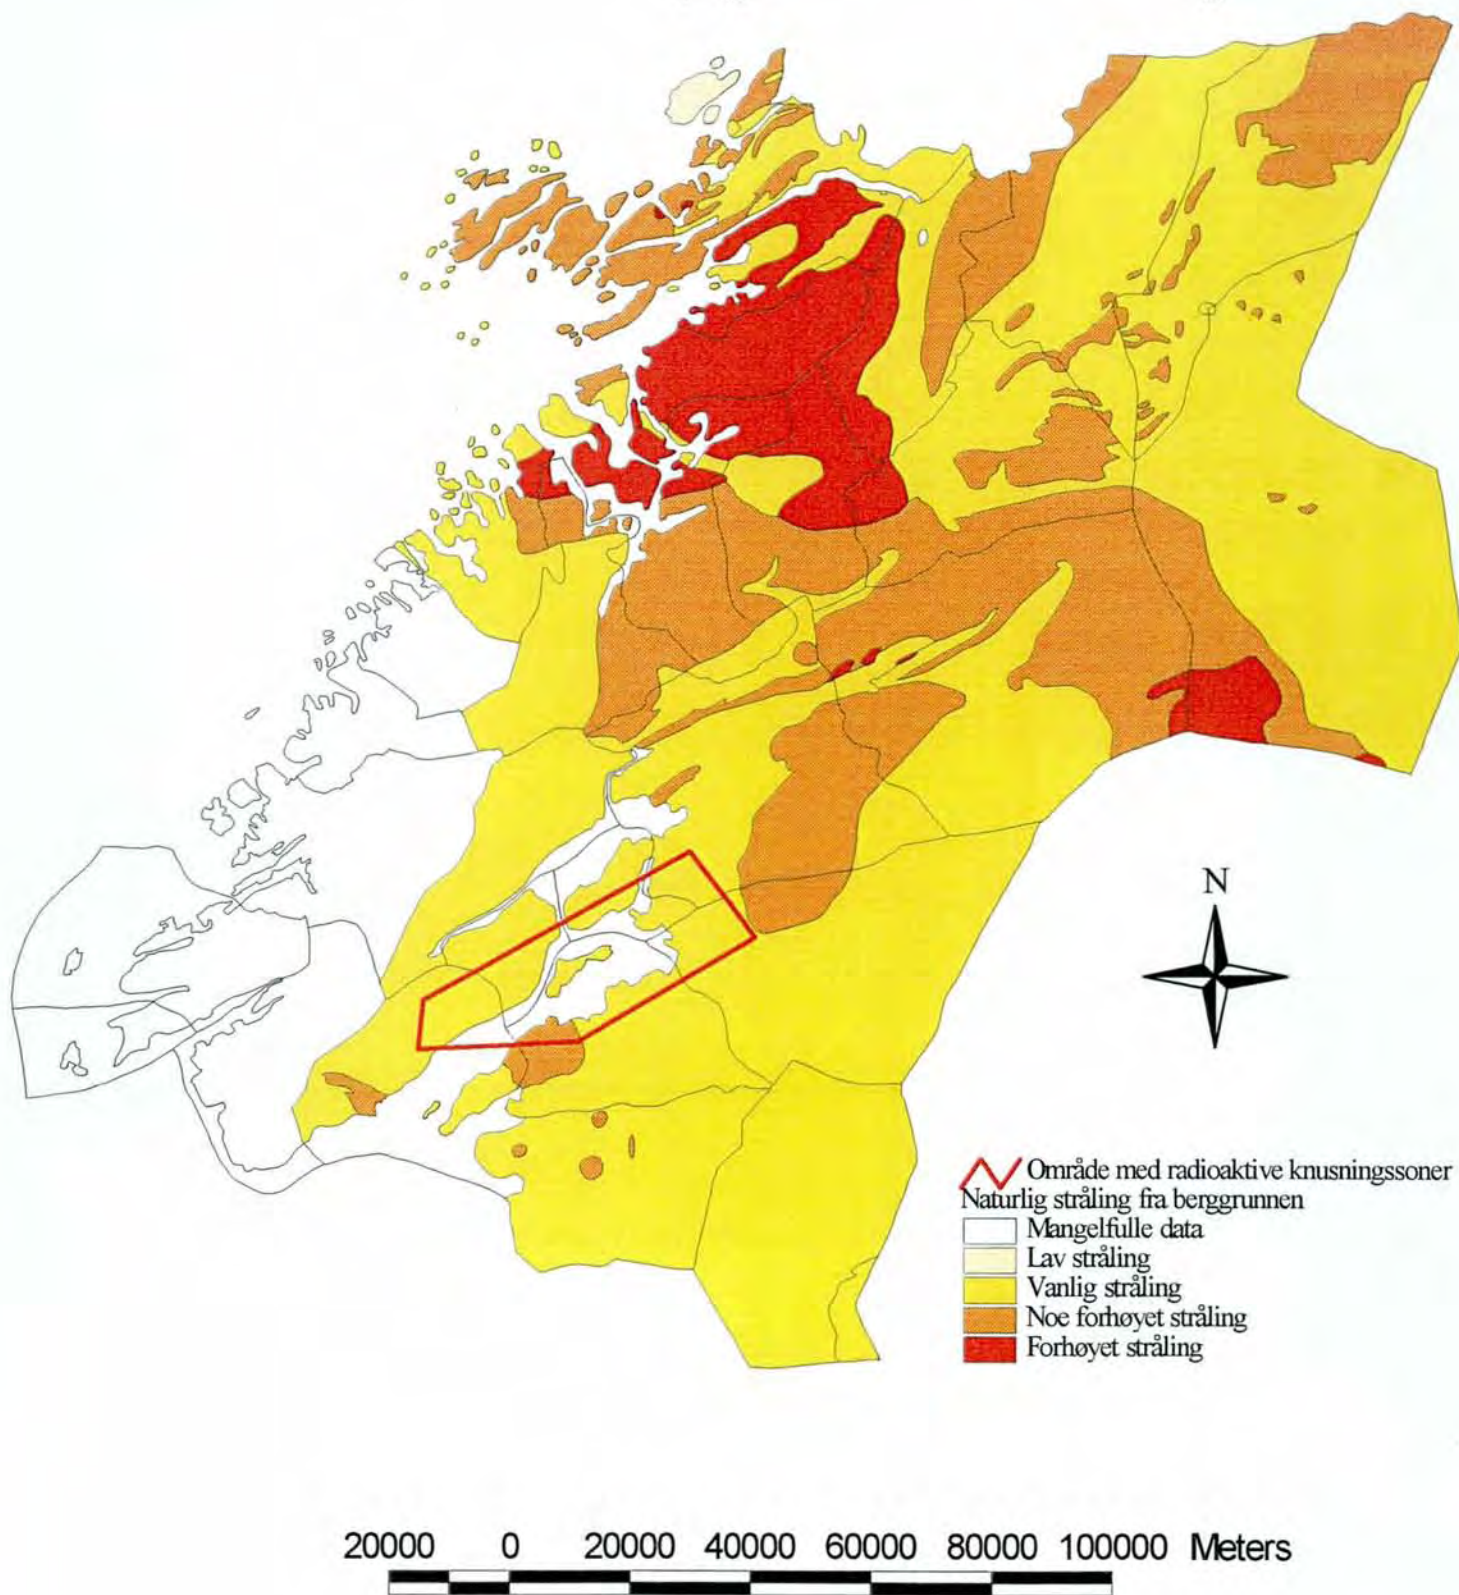 N
Område med radioaktive knusningssoner
Naturlig stråling fra berggrunnen
Mangelfulle data
Lav stråling
Vanlig stråling
Noe forhøyet stråling
Forhøyet stråling
20000 0 20000 40000 60000 80000 100000 Meters